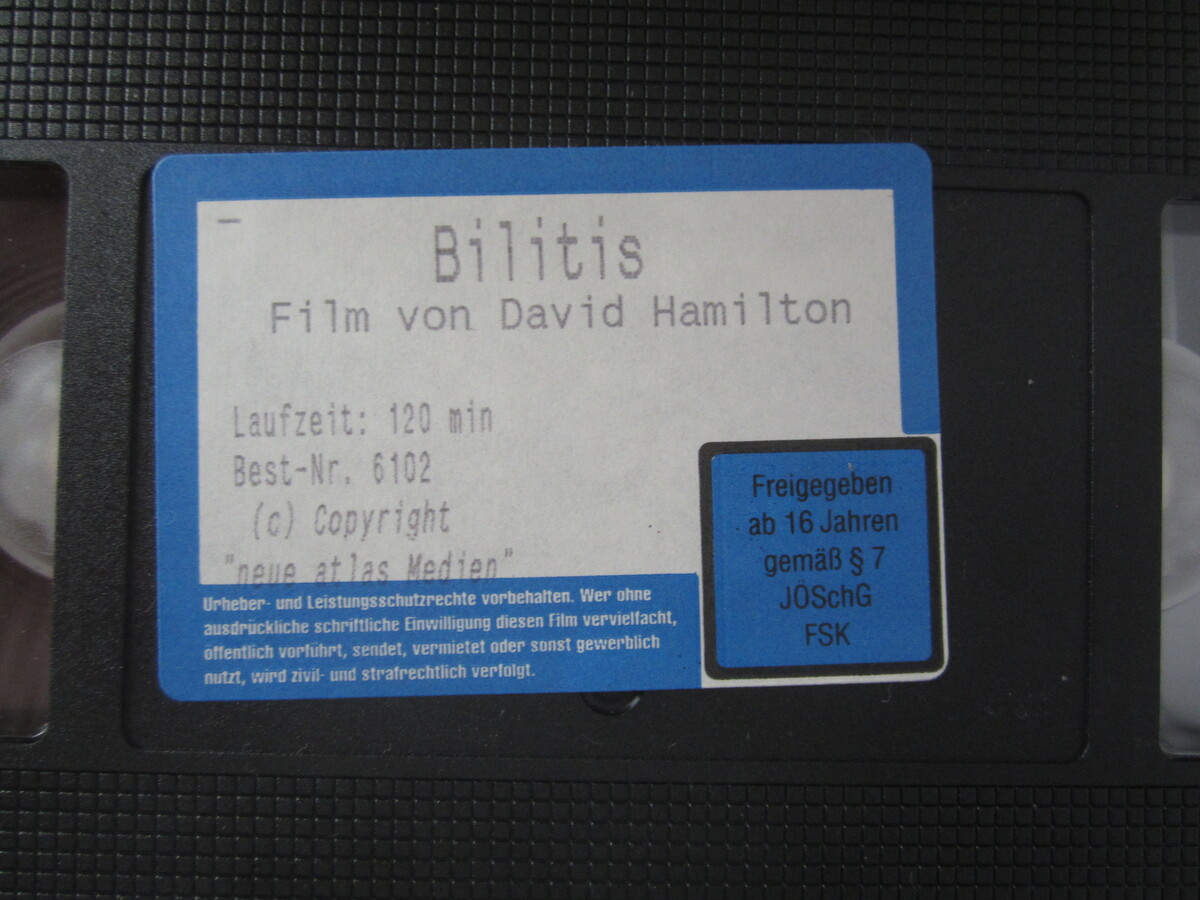 Bilitis
Film von David Hamilton
Laufzeit: 120 min
Best-Nr. 6102
(c) Copyright
"neue atlas Medien"
Urheber- und Leistungsschutzrechte vorbehalten. Wer ohne
ausdrückliche schriftliche Einwilligung diesen Film vervielfacht,
öffentlich vorführt, sendet, vermietet oder sonst gewerblich
nutzt, wird zivil- und strafrechtlich verfolgt.
Freigegeben
ab 16 Jahren
gemäß § 7
JÖSchG
FSK